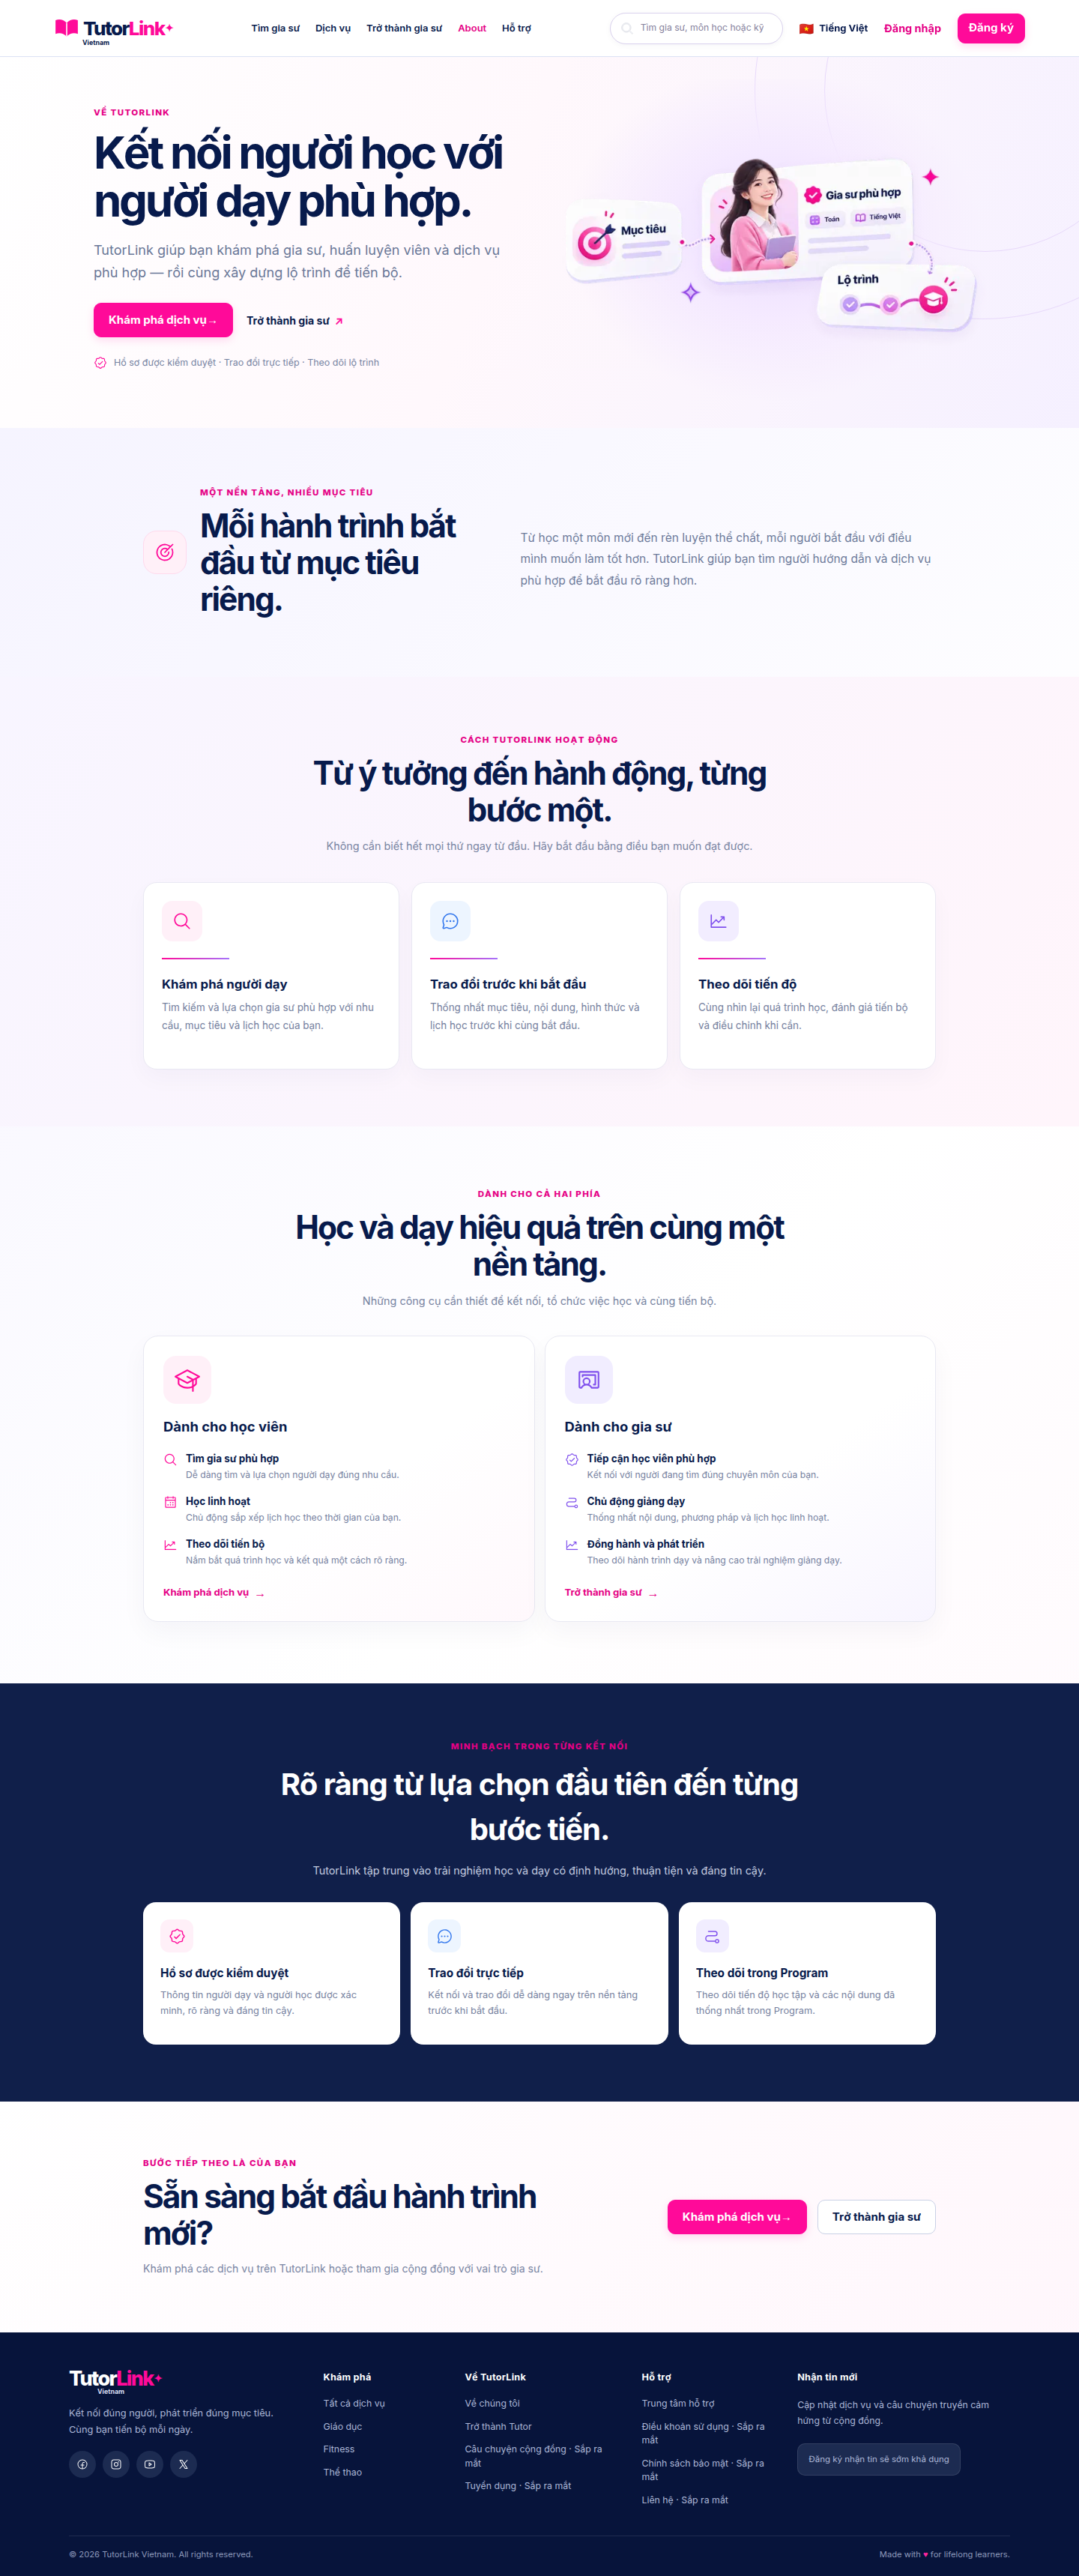 TutorLink
Vietnam
Tìm gia sư
Dịch vụ
Trở thành gia sư
About
Hỗ trợ
Tìm gia sư, môn học hoặc kỹ
Tiếng Việt
Đăng nhập
Đăng ký
VỀ TUTORLINK
Kết nối người học với
người dạy phù hợp.
TutorLink giúp bạn khám phá gia sư, huấn luyện viên và dịch vụ
phù hợp — rồi cùng xây dựng lộ trình để tiến bộ.
Khám phá dịch vụ→
Trở thành gia sư ↗
Hồ sơ được kiểm duyệt · Trao đổi trực tiếp · Theo dõi lộ trình
Mục tiêu
Gia sư phù hợp
Toán
Tiếng Việt
Lộ trình
MỘT NỀN TẢNG, NHIỀU MỤC TIÊU
Mỗi hành trình bắt
đầu từ mục tiêu
riêng.
Từ học một môn mới đến rèn luyện thể chất, mỗi người bắt đầu với điều
mình muốn làm tốt hơn. TutorLink giúp bạn tìm người hướng dẫn và dịch vụ
phù hợp để bắt đầu rõ ràng hơn.
CÁCH TUTORLINK HOẠT ĐỘNG
Từ ý tưởng đến hành động, từng
bước một.
Không cần biết hết mọi thứ ngay từ đầu. Hãy bắt đầu bằng điều bạn muốn đạt được.
Khám phá người dạy
Tìm kiếm và lựa chọn gia sư phù hợp với nhu
cầu, mục tiêu và lịch học của bạn.
Trao đổi trước khi bắt đầu
Thống nhất mục tiêu, nội dung, hình thức và
lịch học trước khi cùng bắt đầu.
Theo dõi tiến độ
Cùng nhìn lại quá trình học, đánh giá tiến bộ
và điều chỉnh khi cần.
DÀNH CHO CẢ HAI PHÍA
Học và dạy hiệu quả trên cùng một
nền tảng.
Những công cụ cần thiết để kết nối, tổ chức việc học và cùng tiến bộ.
Dành cho học viên
Tìm gia sư phù hợp
Dễ dàng tìm và lựa chọn người dạy đúng nhu cầu.
Học linh hoạt
Chủ động sắp xếp lịch học theo thời gian của bạn.
Theo dõi tiến bộ
Nắm bắt quá trình học và kết quả một cách rõ ràng.
Khám phá dịch vụ →
Dành cho gia sư
Tiếp cận học viên phù hợp
Kết nối với người đang tìm đúng chuyên môn của bạn.
Chủ động giảng dạy
Thống nhất nội dung, phương pháp và lịch học linh hoạt.
Đồng hành và phát triển
Theo dõi hành trình dạy và nâng cao trải nghiệm giảng dạy.
Trở thành gia sư →
MINH BẠCH TRONG TỪNG KẾT NỐI
Rõ ràng từ lựa chọn đầu tiên đến từng
bước tiến.
TutorLink tập trung vào trải nghiệm học và dạy có định hướng, thuận tiện và đáng tin cậy.
Hồ sơ được kiểm duyệt
Thông tin người dạy và người học được xác
minh, rõ ràng và đáng tin cậy.
Trao đổi trực tiếp
Kết nối và trao đổi dễ dàng ngay trên nền tảng
trước khi bắt đầu.
Theo dõi trong Program
Theo dõi tiến độ học tập và các nội dung đã
thống nhất trong Program.
BƯỚC TIẾP THEO LÀ CỦA BẠN
Sẵn sàng bắt đầu hành trình
mới?
Khám phá các dịch vụ trên TutorLink hoặc tham gia cộng đồng với vai trò gia sư.
Khám phá dịch vụ→
Trở thành gia sư
TutorLink
Vietnam
Kết nối đúng người, phát triển đúng mục tiêu.
Cùng bạn tiến bộ mỗi ngày.
Khám phá
Tất cả dịch vụ
Giáo dục
Fitness
Thể thao
Về TutorLink
Về chúng tôi
Trở thành Tutor
Câu chuyện cộng đồng · Sắp ra
mắt
Tuyển dụng · Sắp ra mắt
Hỗ trợ
Trung tâm hỗ trợ
Điều khoản sử dụng · Sắp ra
mắt
Chính sách bảo mật · Sắp ra
mắt
Liên hệ · Sắp ra mắt
Nhận tin mới
Cập nhật dịch vụ và câu chuyện truyền cảm
hứng từ cộng đồng.
Đăng ký nhận tin sẽ sớm khả dụng
© 2026 TutorLink Vietnam. All rights reserved.
Made with ♥ for lifelong learners.